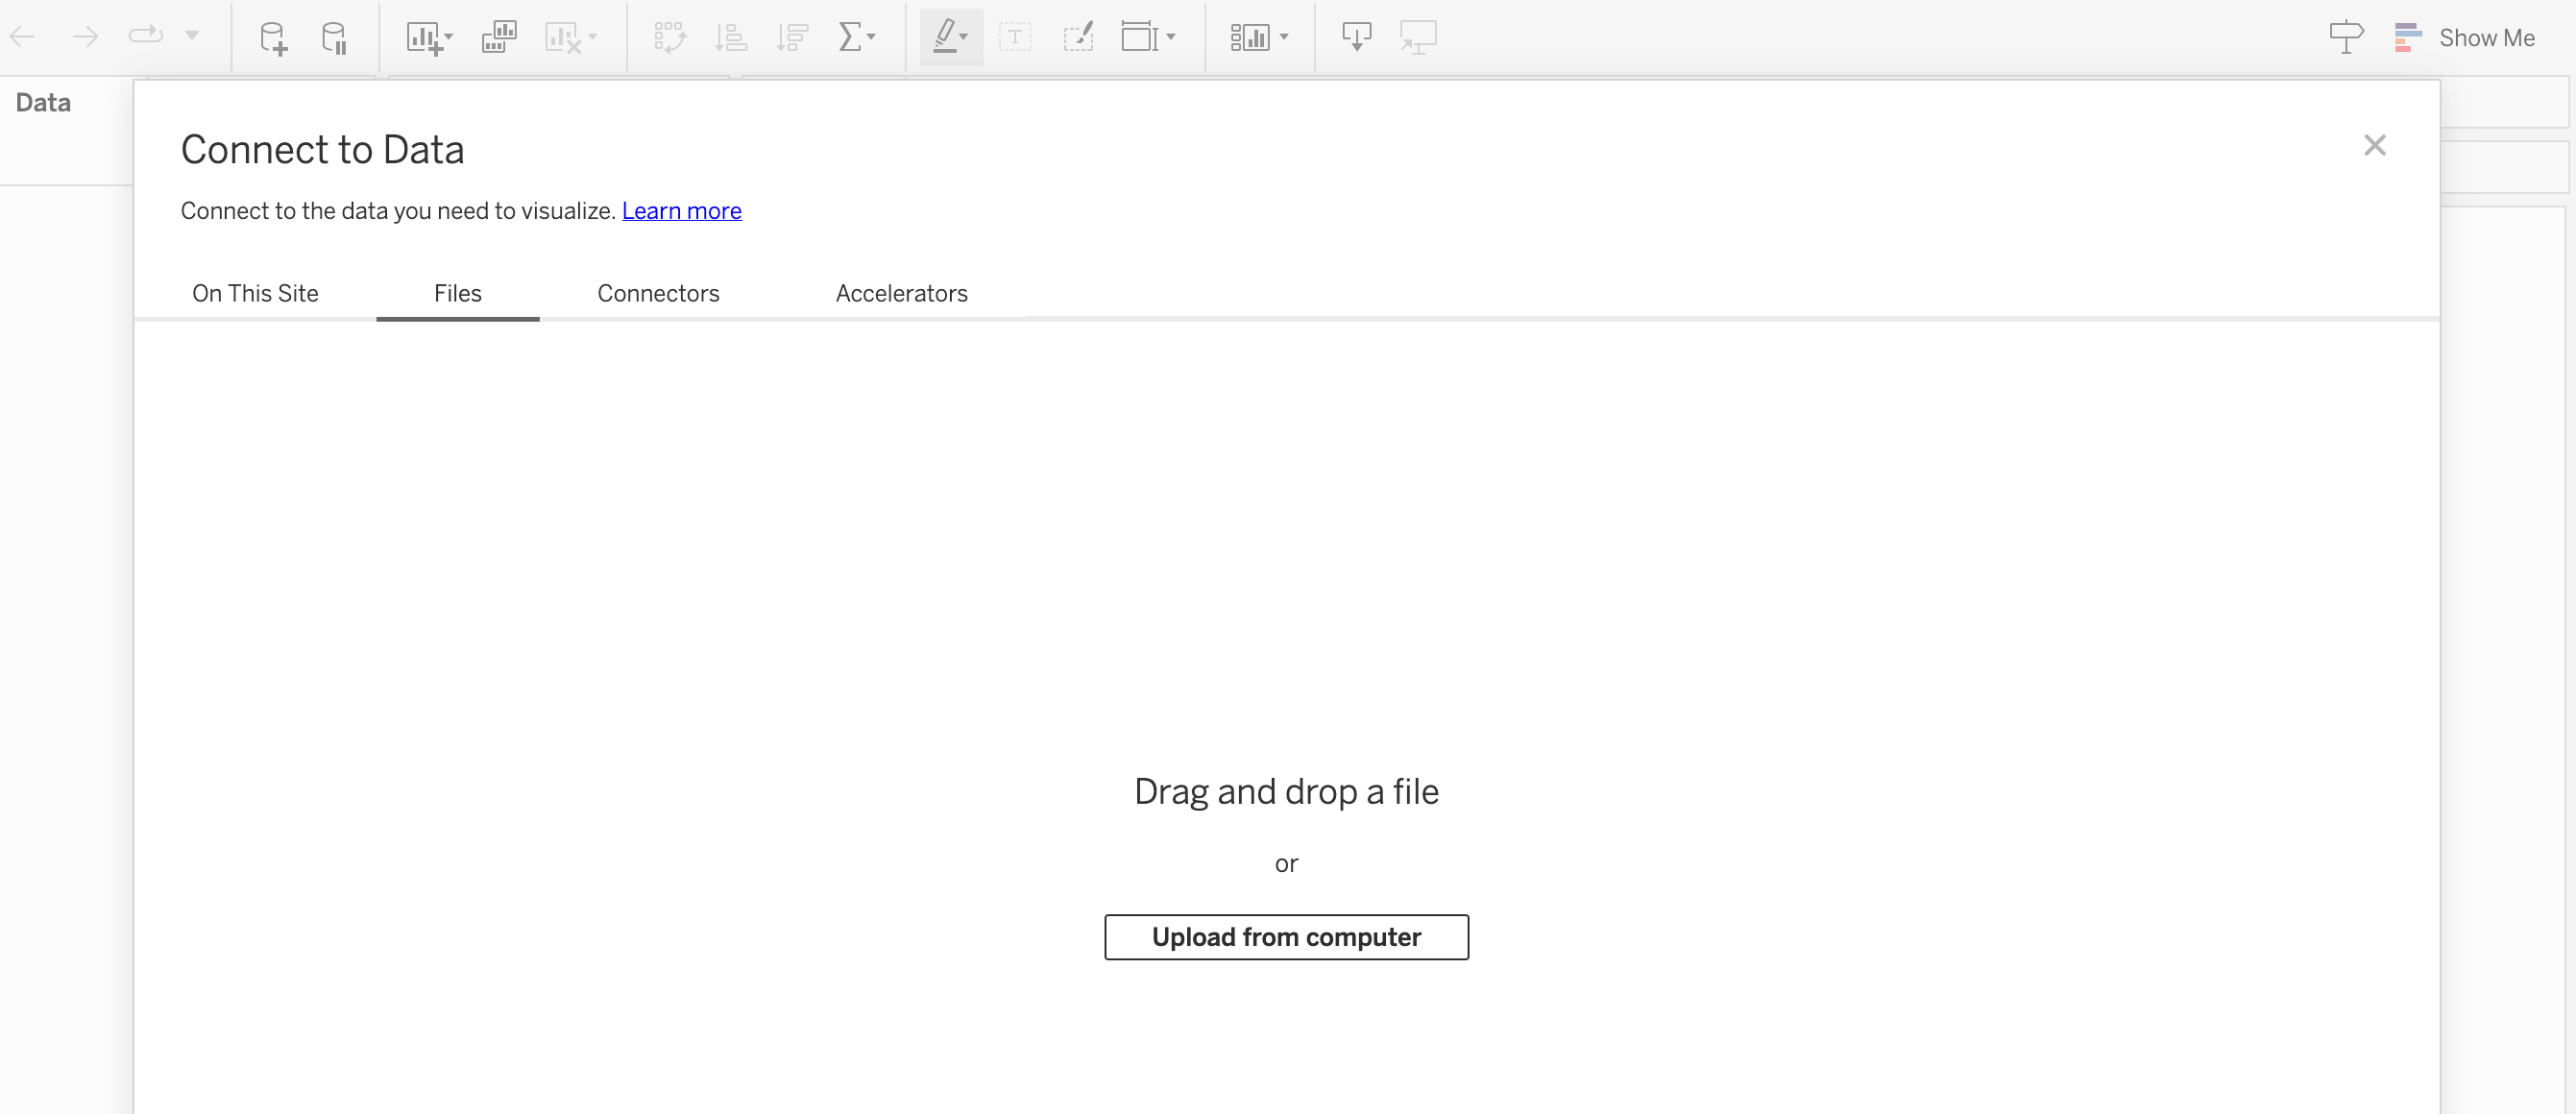 Show Me
Data
Connect to Data
Connect to the data you need to visualize. Learn more
On This Site Files Connectors Accelerators
Drag and drop a file
or
Upload from computer